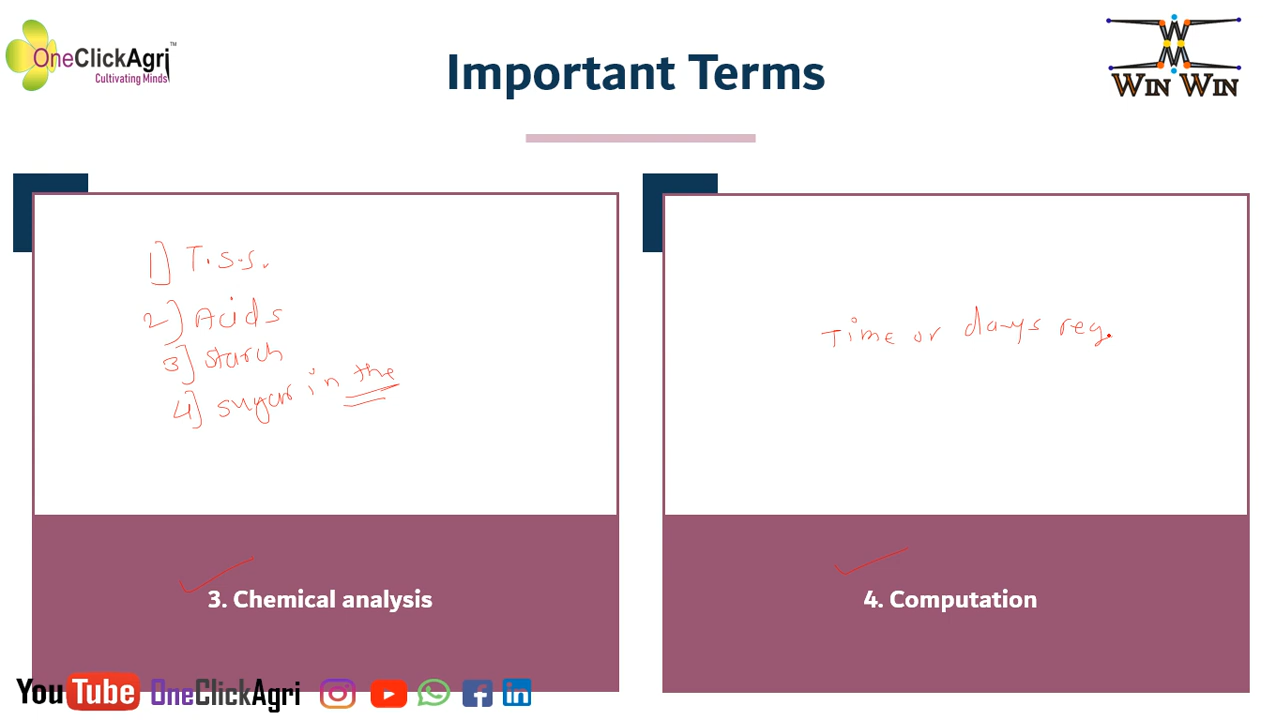 OneClickAgri™
Cultivating Minds
Important Terms
WIN WIN
1] T.S.S.
2] Acids
3] starch
4] sugar in the
3. Chemical analysis
Time or days req.
4. Computation
YouTube OneClickAgri